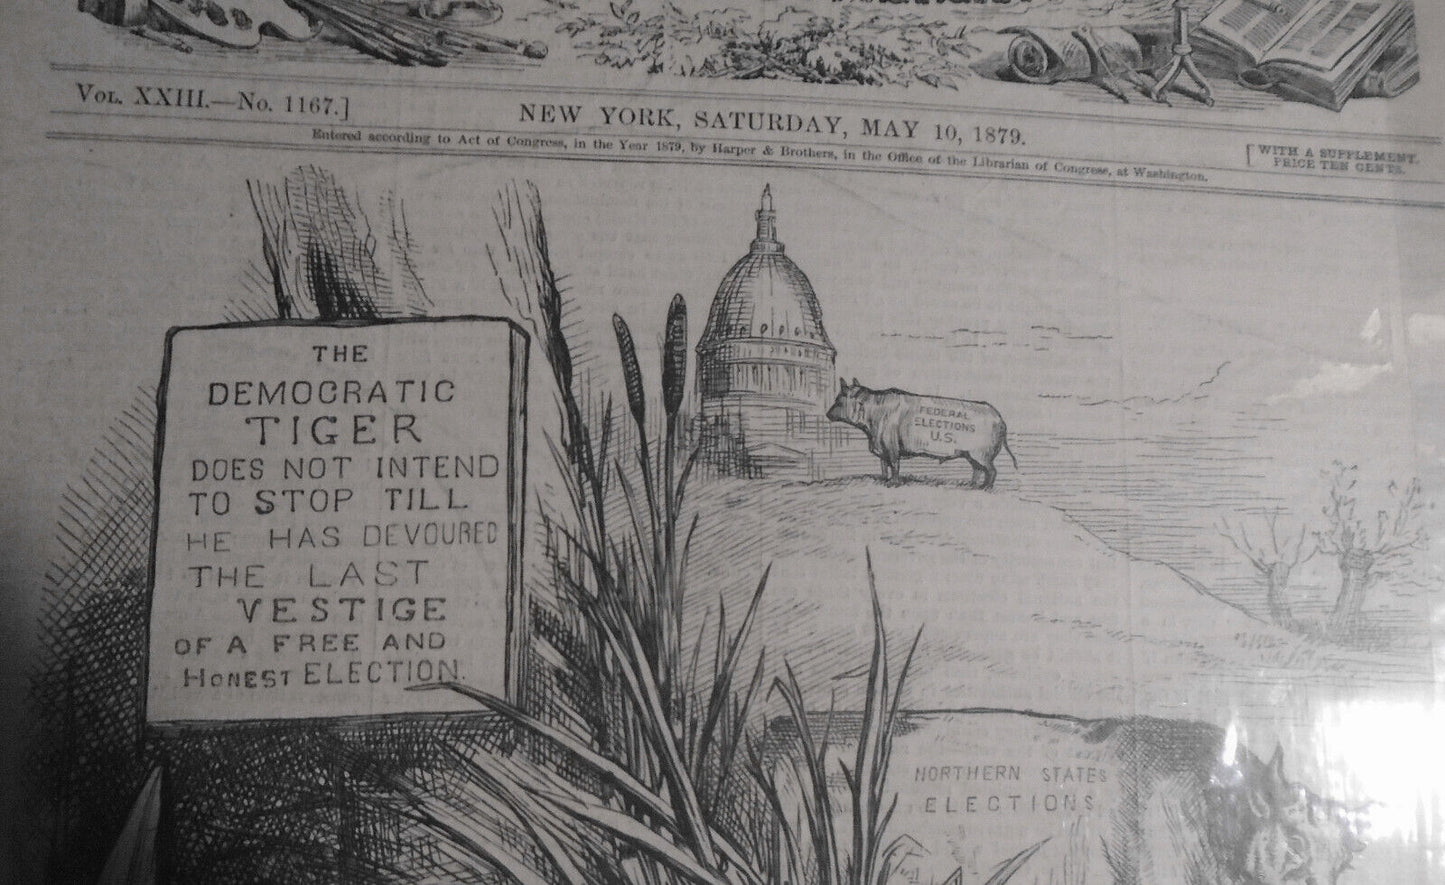 VOL. XXIII.—No. 1167.]
NEW YORK, SATURDAY, MAY 10, 1879.
[WITH A SUPPLEMENT.
PRICE TEN CENTS.
Entered according to Act of Congress, in the Year 1879, by Harper & Brothers, in the Office of the Librarian of Congress, at Washington.
THE
DEMOCRATIC
TIGER
DOES NOT INTEND
TO STOP TILL
HE HAS DEVOURED
THE LAST
VESTIGE
OF A FREE AND
HONEST ELECTION.
FEDERAL
ELECTIONS
U.S.
NORTHERN STATES
ELECTIONS